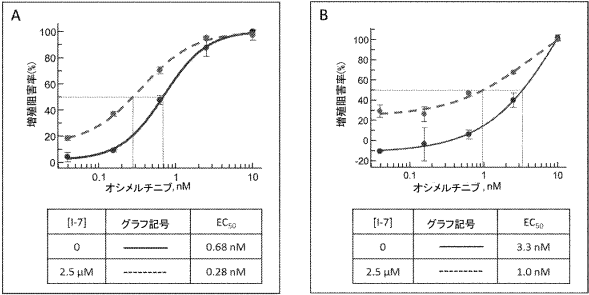 A
増殖阻害率(%)
100
80
60
40
20
0
0.1
1
10
オシメルチニブ, nM
[I-7] グラフ記号 EC50
0 0.68 nM
2.5 µM 0.28 nM
B
増殖阻害率(%)
100
80
60
40
50
0
-20
0.1
1
10
オシメルチニブ, nM
[I-7] グラフ記号 EC50
0 3.3 nM
2.5 µM 1.0 nM